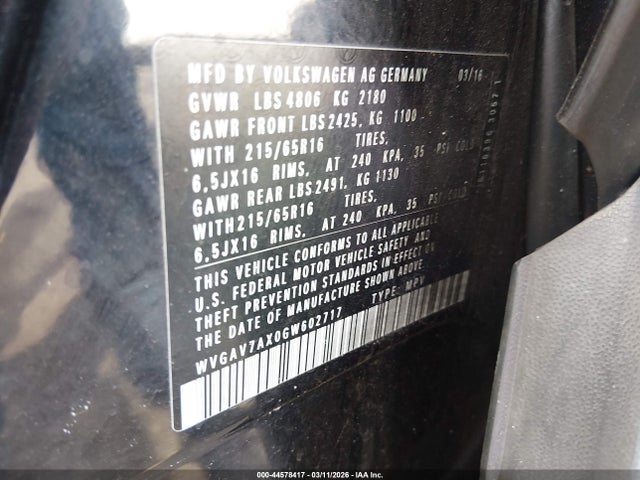 MFD BY VOLKSWAGEN AG GERMANY 03/16
GVWR LBS 4806 KG 2180
GAWR FRONT LBS 2425, KG 1100
WITH 215/65R16 TIRES,
6,5JX16 RIMS, AT 240 KPA, 35 PSI COLD
GAWR REAR LBS 2491, KG 1130
WITH 215/65R16 TIRES,
6,5JX16 RIMS, AT 240 KPA, 35 PSI COLD
THIS VEHICLE CONFORMS TO ALL APPLICABLE
U.S. FEDERAL MOTOR VEHICLE SAFETY AND
THEFT PREVENTION STANDARDS IN EFFECT ON
THE DATE OF MANUFACTURE SHOWN ABOVE.
WVGAV7AX0GW602717 TYPE: MPV
000-44578417 - 03/11/2026 - IAA Inc.